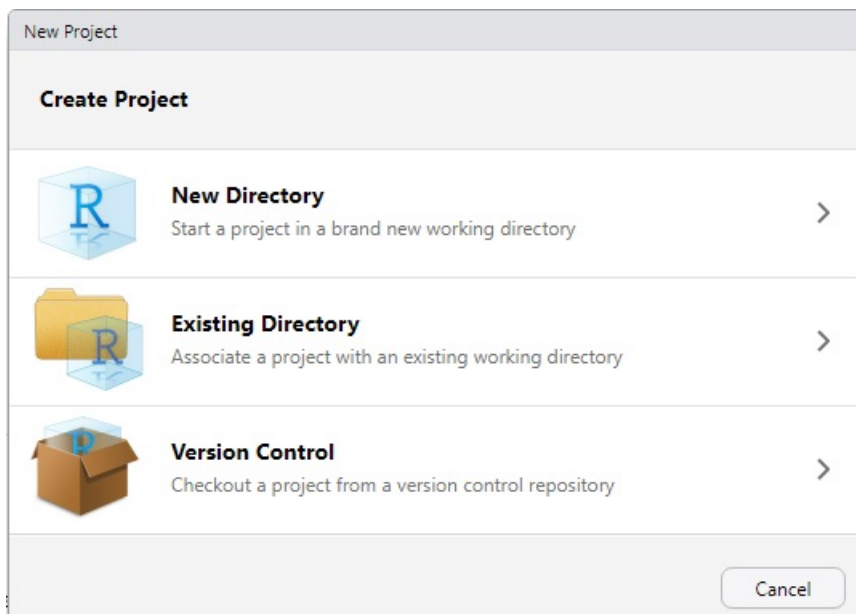 New Project
Create Project
R
New Directory
Start a project in a brand new working directory
R
Existing Directory
Associate a project with an existing working directory
R
Version Control
Checkout a project from a version control repository
Cancel